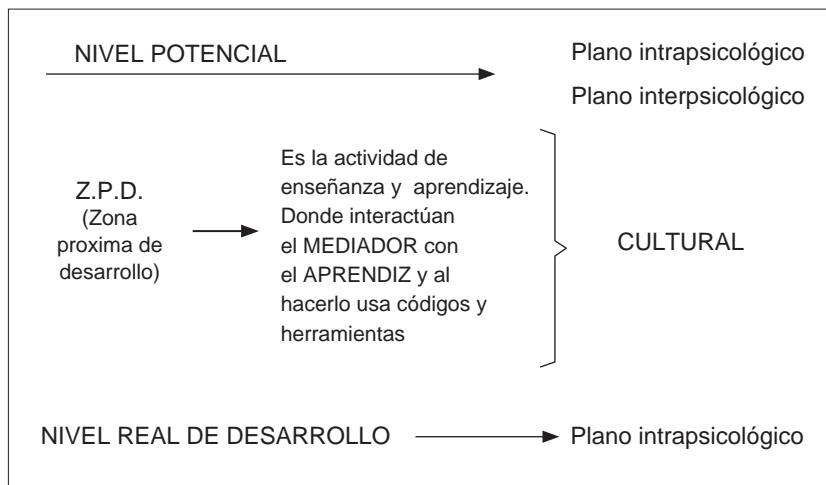 NIVEL POTENCIAL
Plano intrapsicológico
Plano interpsicológico
Z.P.D.
(Zona
proxima de
desarrollo)
Es la actividad de
enseñanza y aprendizaje.
Donde interactúan
el MEDIADOR con
el APRENDIZ y al
hacerlo usa códigos y
herramientas
CULTURAL
NIVEL REAL DE DESARROLLO
Plano intrapsicológico